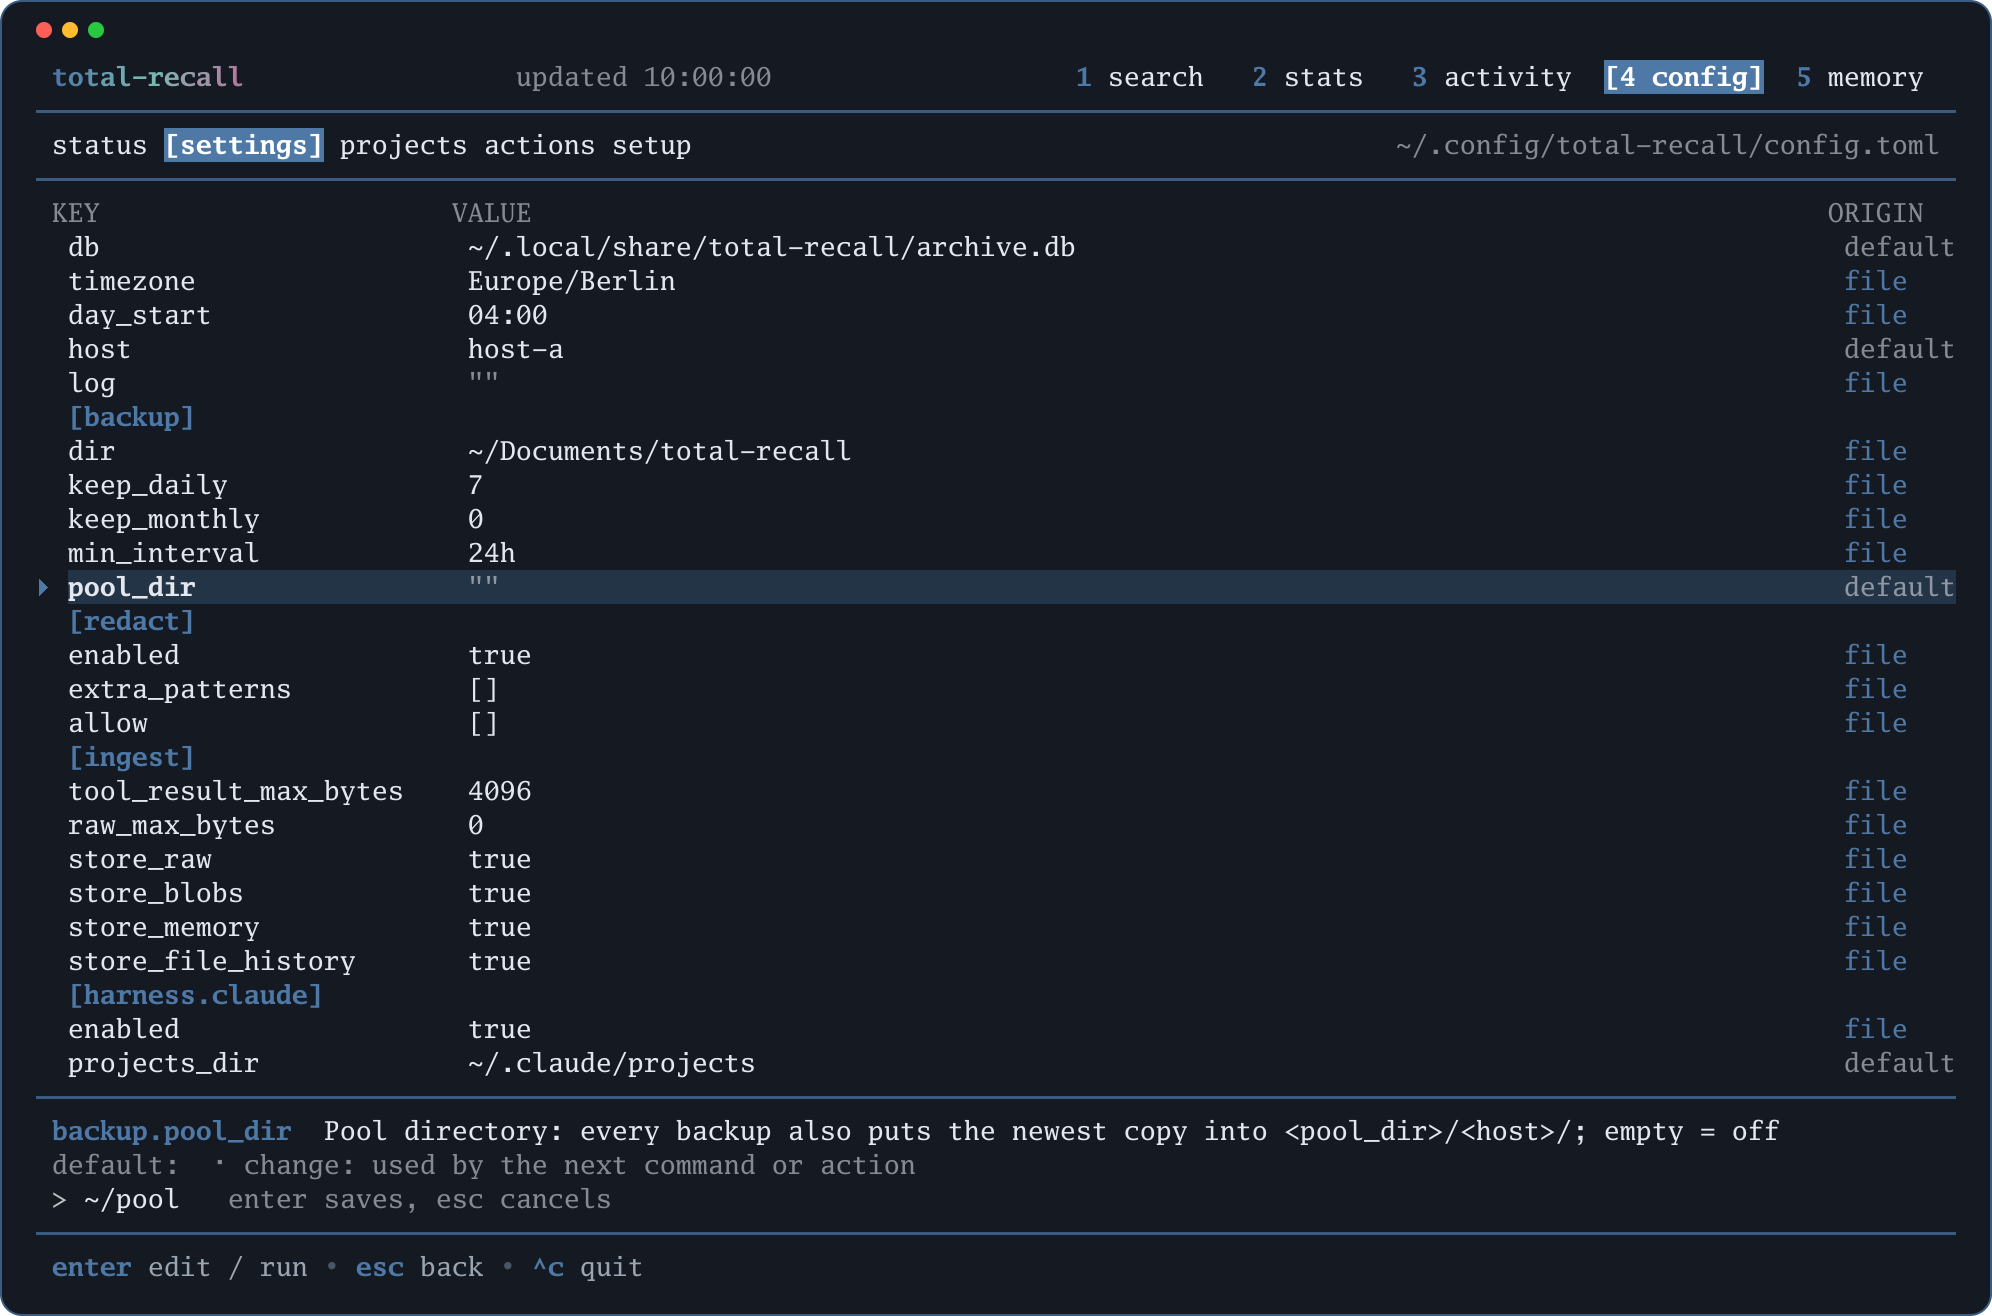 total-recall updated 10:00:00 1 search 2 stats 3 activity [4 config] 5 memory
status [settings] projects actions setup ~/.config/total-recall/config.toml
KEY VALUE ORIGIN
db ~/.local/share/total-recall/archive.db default
timezone Europe/Berlin file
day_start 04:00 file
host host-a default
log "" file
[backup]
dir ~/Documents/total-recall file
keep_daily 7 file
keep_monthly 0 file
min_interval 24h file
pool_dir "" default
[redact]
enabled true file
extra_patterns [] file
allow [] file
[ingest]
tool_result_max_bytes 4096 file
raw_max_bytes 0 file
store_raw true file
store_blobs true file
store_memory true file
store_file_history true file
[harness.claude]
enabled true file
projects_dir ~/.claude/projects default
backup.pool_dir Pool directory: every backup also puts the newest copy into <pool_dir>/<host>/; empty = off
default: · change: used by the next command or action
> ~/pool enter saves, esc cancels
enter edit / run • esc back • ^c quit